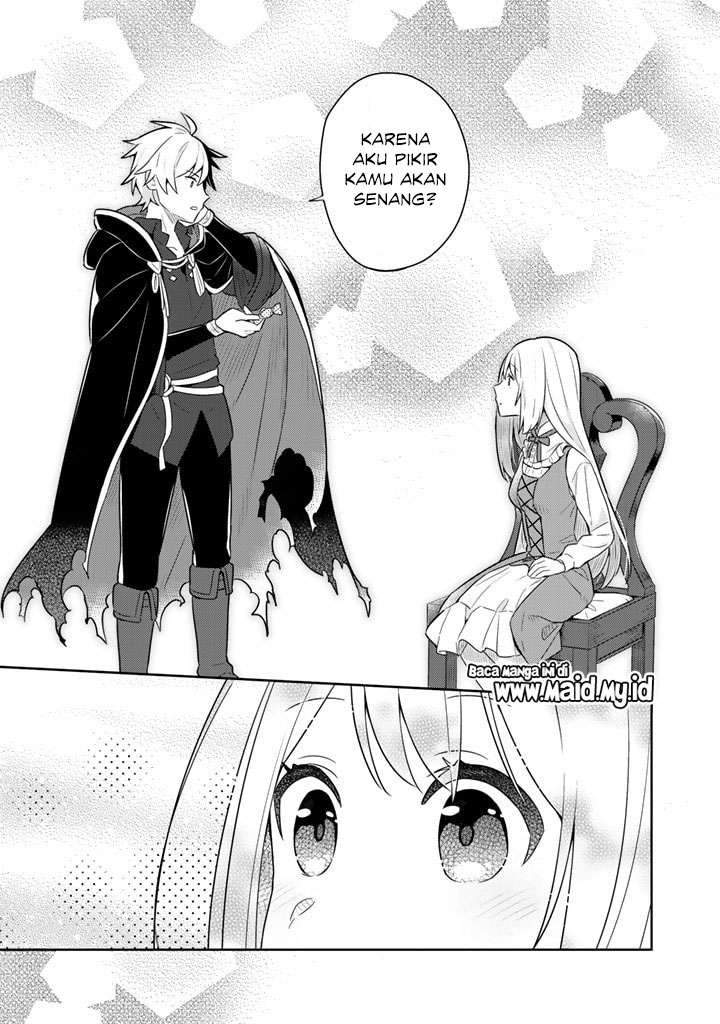 KARENA
AKU PIKIR
KAMU AKAN
SENANG?
BACA MANGA INI DI
www.MAID.MY.ID